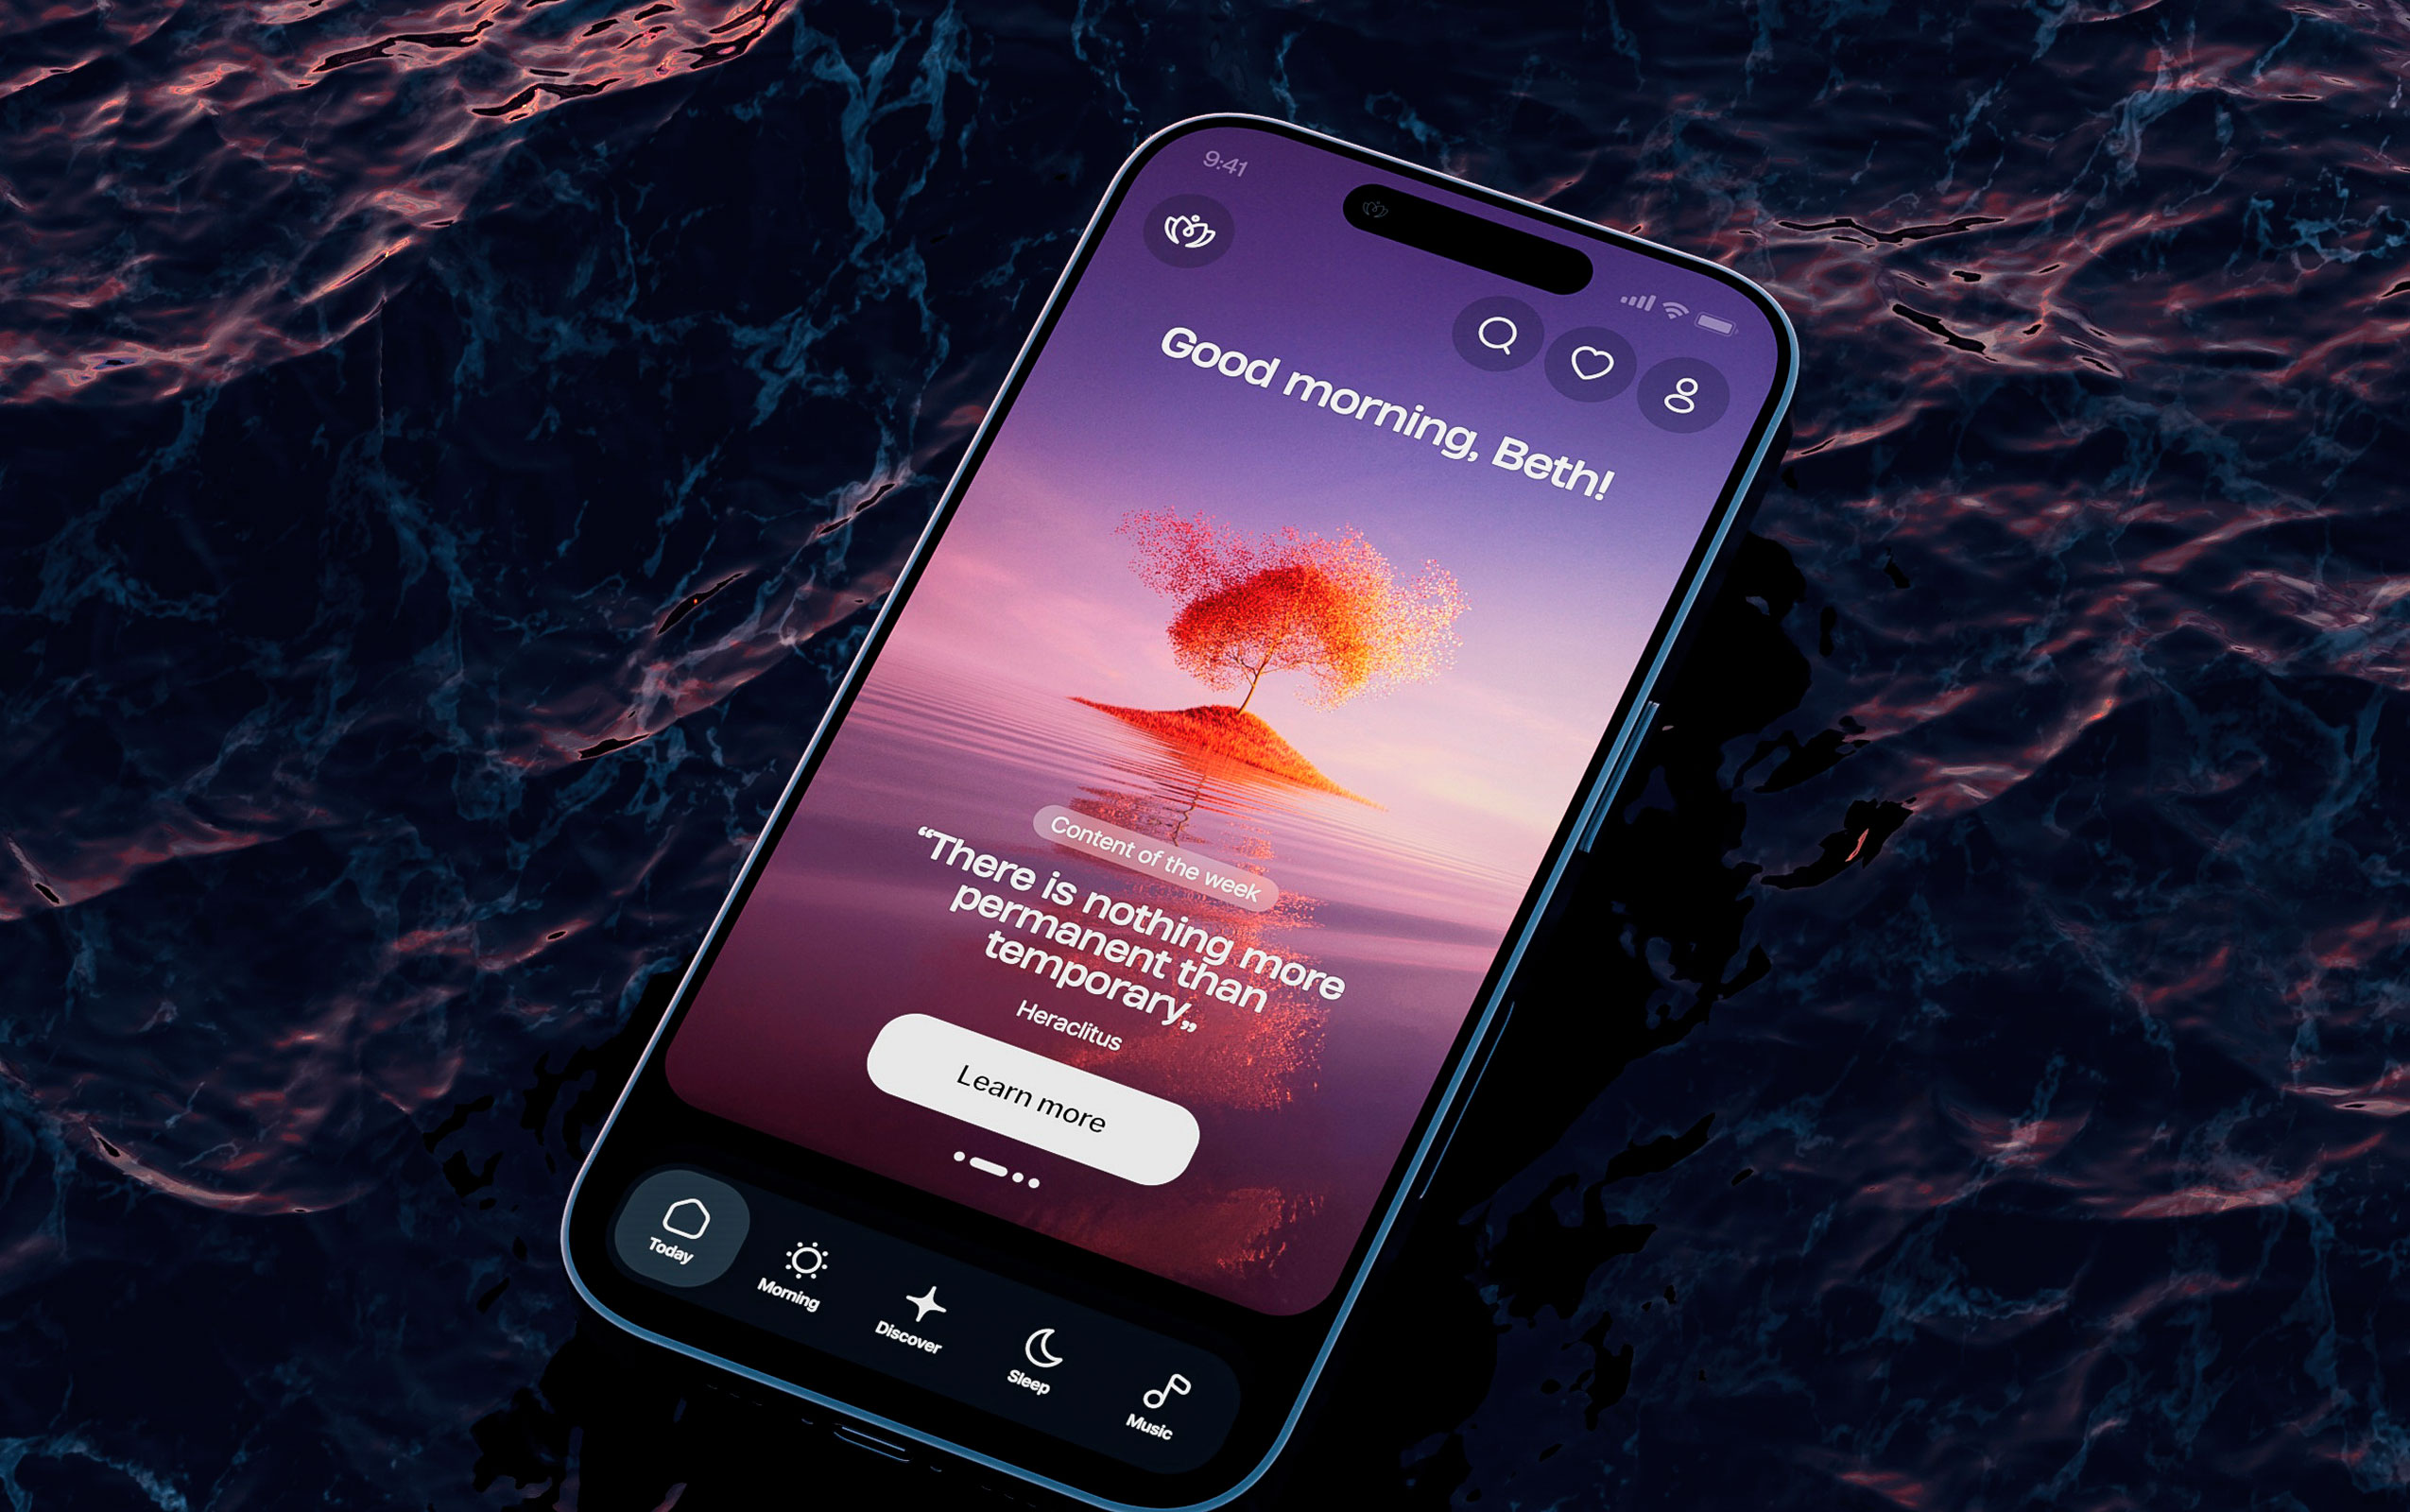 9:41
Good morning, Beth!
Content of the week
“There is nothing more
permanent than
temporary”
Heraclitus
Learn more
Today
Morning
Discover
Sleep
Music